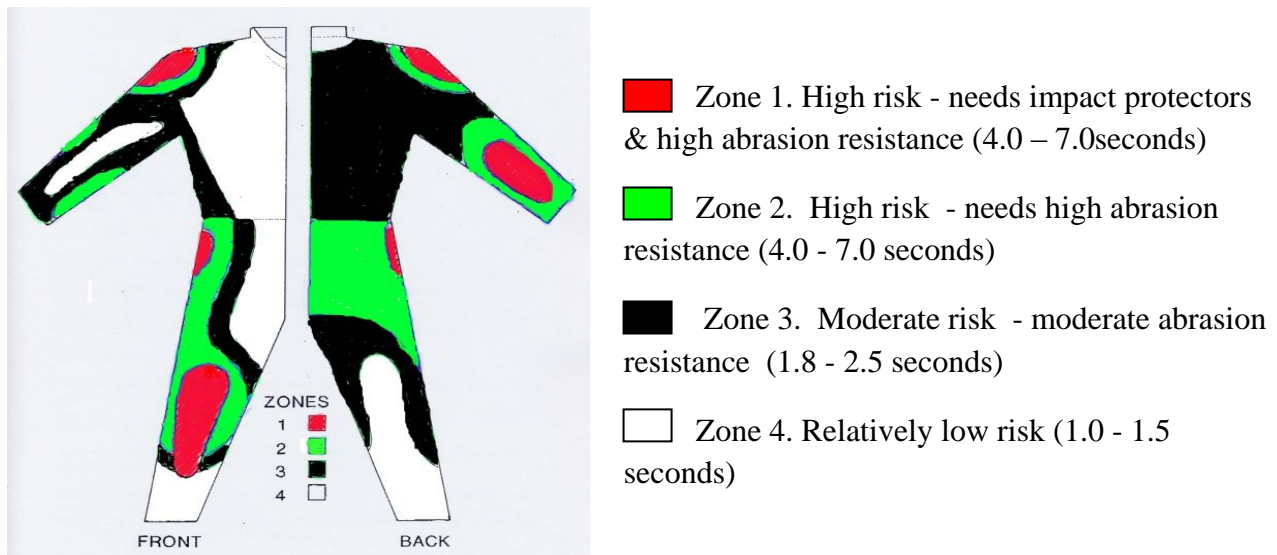 Zone 1. High risk - needs impact protectors
& high abrasion resistance (4.0 – 7.0seconds)
Zone 2. High risk - needs high abrasion
resistance (4.0 - 7.0 seconds)
Zone 3. Moderate risk - moderate abrasion
resistance (1.8 - 2.5 seconds)
Zone 4. Relatively low risk (1.0 - 1.5
seconds)
ZONES
1
2
3
4
FRONT
BACK